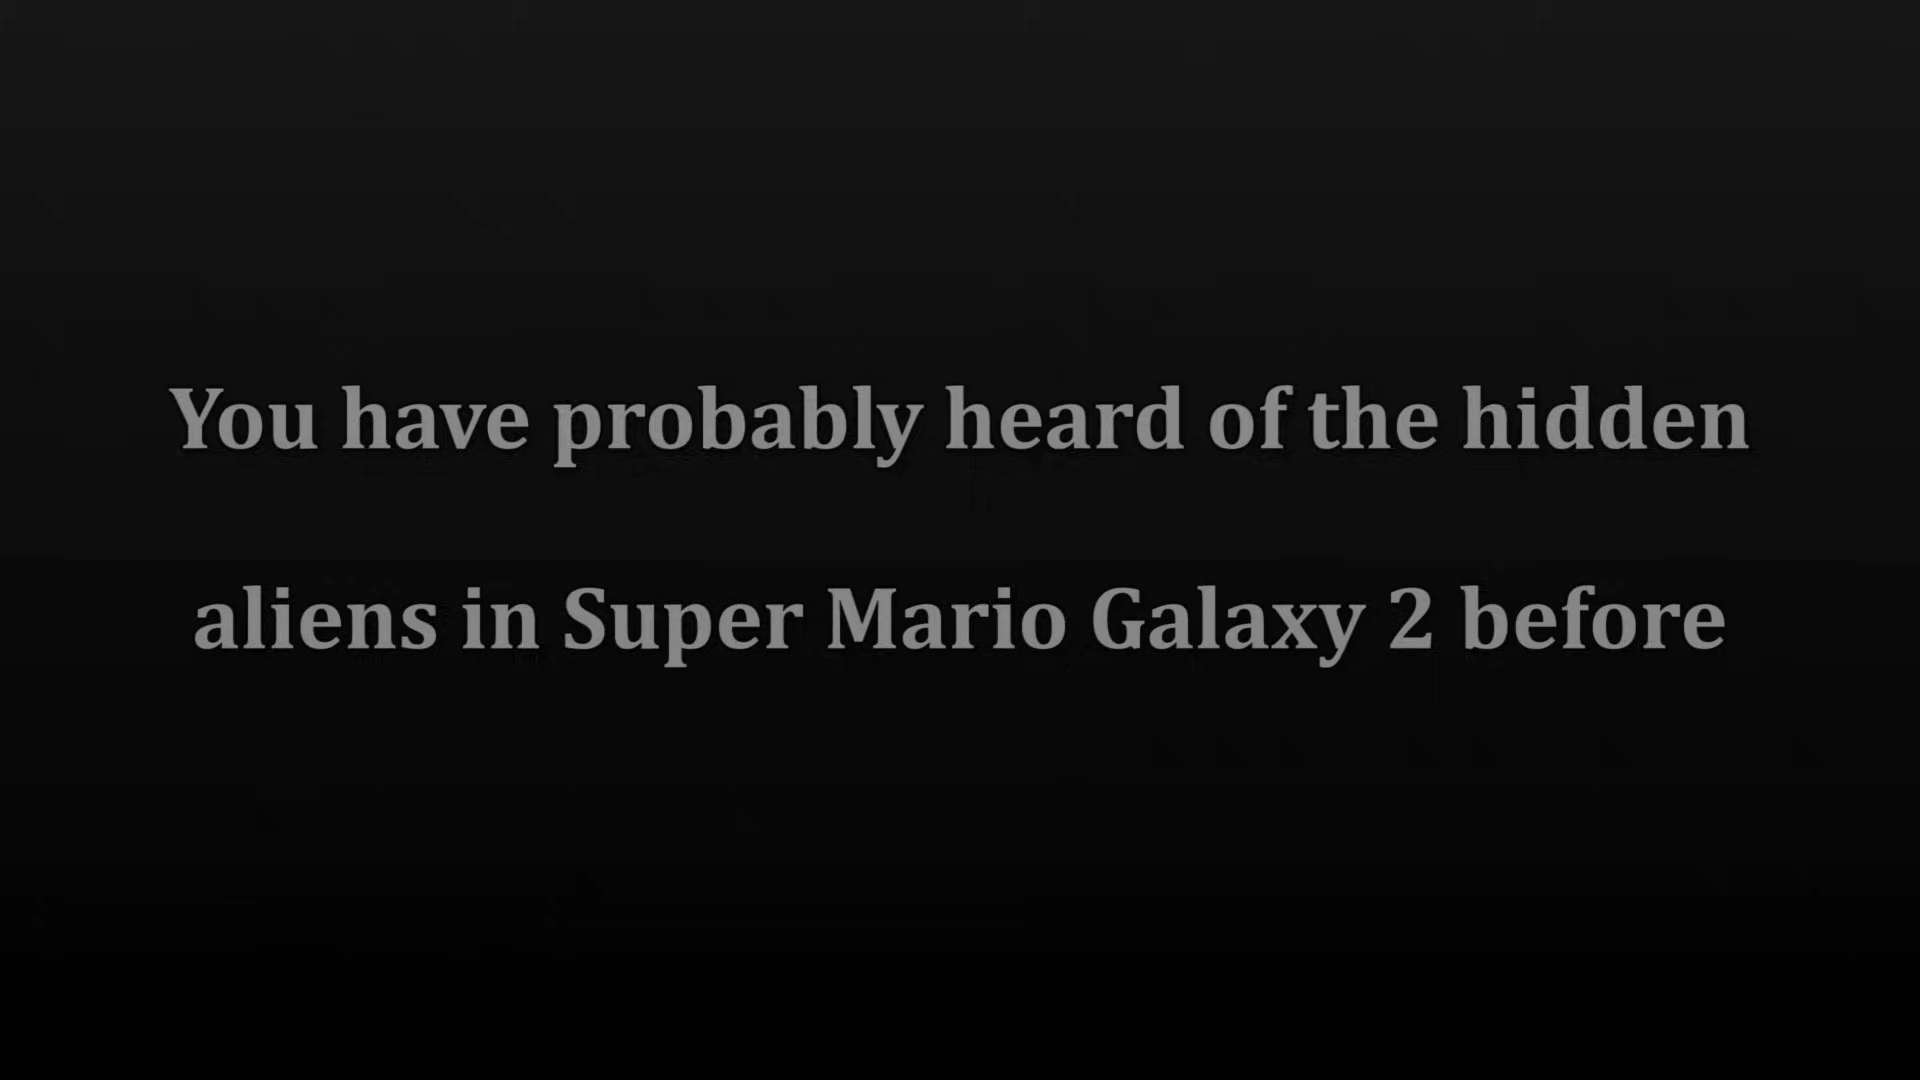 You have probably heard of the hidden
aliens in Super Mario Galaxy 2 before